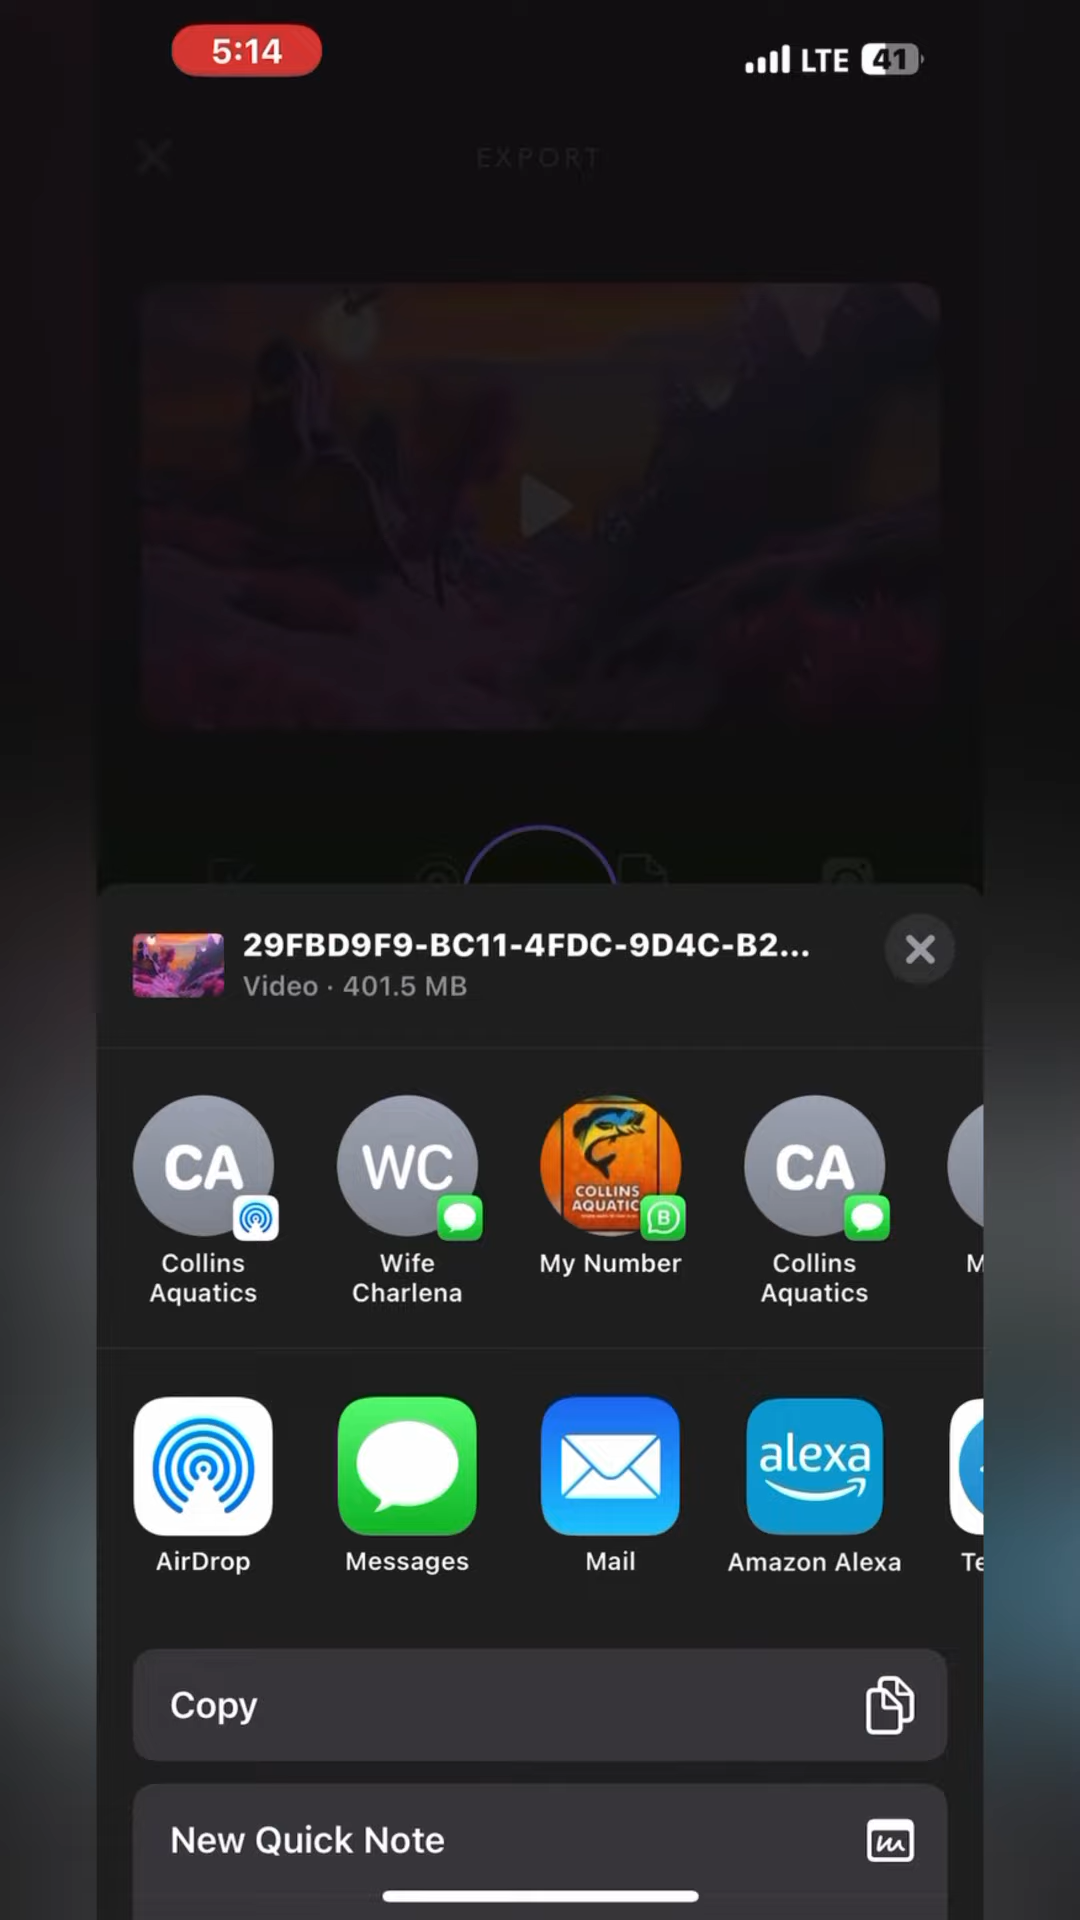 5:14
LTE 41
EXPORT
29FBD9F9-BC11-4FDC-9D4C-B2...
Video · 401.5 MB
CA
WC
COLLINS
AQUATIC
CA
Collins
Aquatics
Wife
Charlena
My Number
Collins
Aquatics
M
alexa
AirDrop
Messages
Mail
Amazon Alexa
Te
Copy
New Quick Note